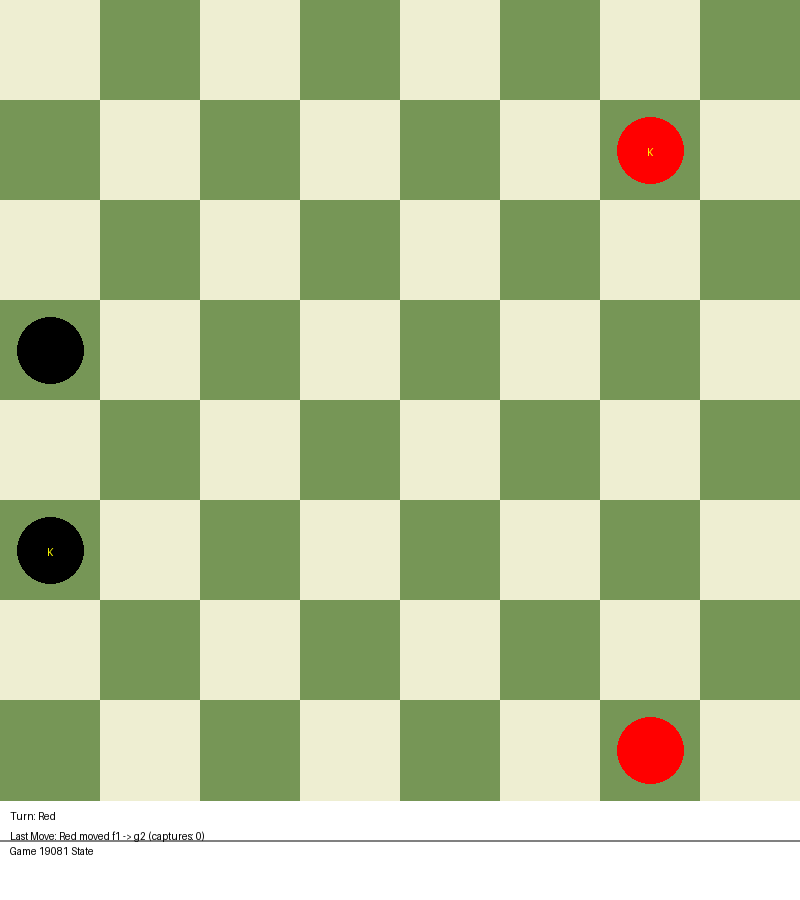 K
K
Turn: Red
Last Move: Red moved f1 -> g2 (captures: 0)
Game 19081 State